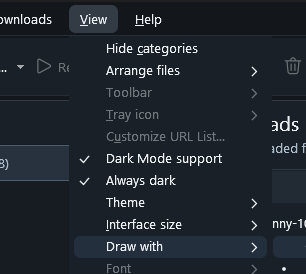 ownloads View Help
Hide categories
Arrange files
Toolbar
Tray icon
Customize URL List...
Dark Mode support
Always dark
Theme
Interface size
Draw with
Font
... Re
8)
ads
aded f
nny-1